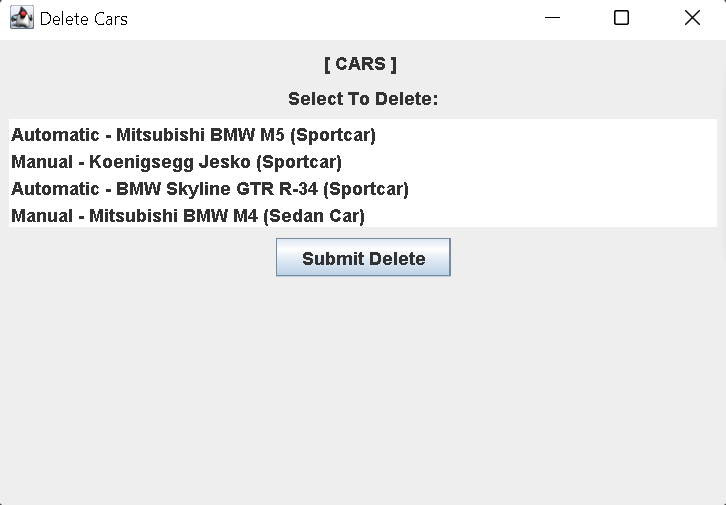 Delete Cars
[ CARS ]
Select To Delete:
Automatic - Mitsubishi BMW M5 (Sportcar)
Manual - Koenigsegg Jesko (Sportcar)
Automatic - BMW Skyline GTR R-34 (Sportcar)
Manual - Mitsubishi BMW M4 (Sedan Car)
Submit Delete